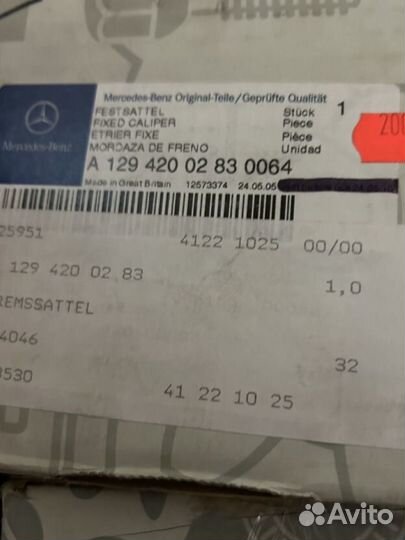 Mercedes-Benz
Mercedes-Benz Original-Teile/Geprüfte Qualität
FESTSATTEL Stück 1
FIXED CALIPER Piece
ETRIER FIXE Pièce
MORDAZA DE FRENO Unidad
A 129 420 02 83 0064
Made in Great Britain 12573374 24.05.05
25951 4122 1025 00/00
129 420 02 83 1,0
REMSSATTEL
4046 32
3530 41 22 10 25
Avito